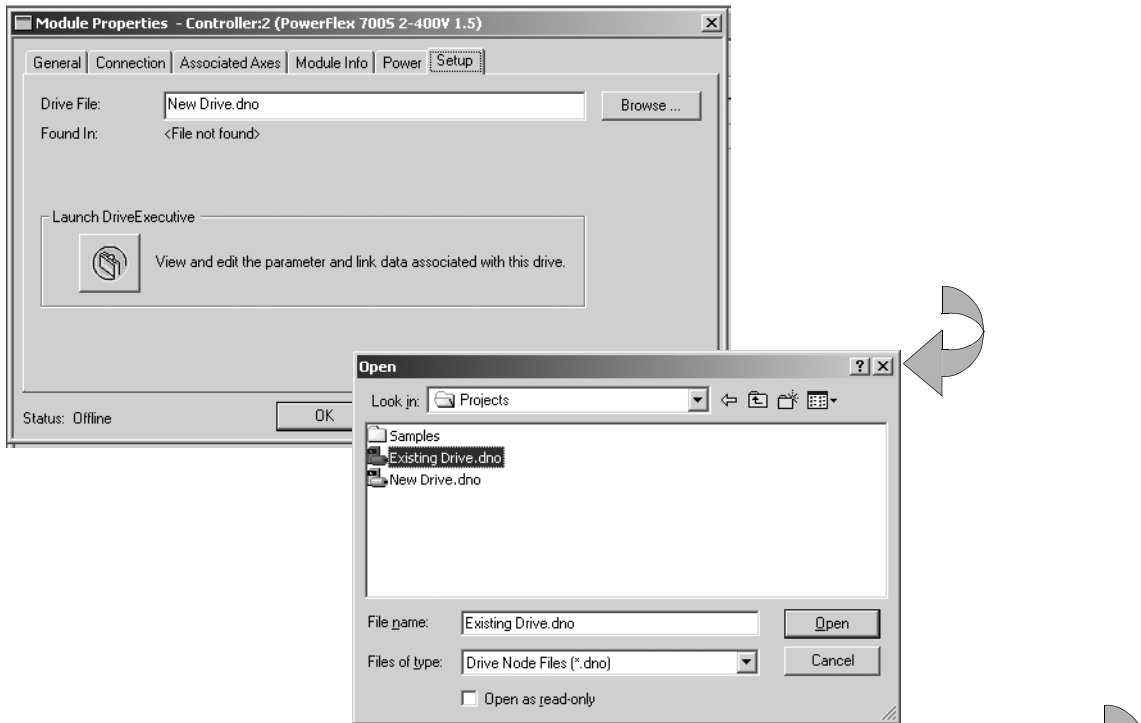 Module Properties - Controller:2 (PowerFlex 700S 2-400V 1.5)
General Connection Associated Axes Module Info Power Setup
Drive File: New Drive.dno Browse ...
Found In: <File not found>
Launch DriveExecutive
View and edit the parameter and link data associated with this drive.
Status: Offline OK
Open
Look in: Projects
Samples
Existing Drive.dno
New Drive.dno
File name: Existing Drive.dno Open
Files of type: Drive Node Files (*.dno) Cancel
Open as read-only